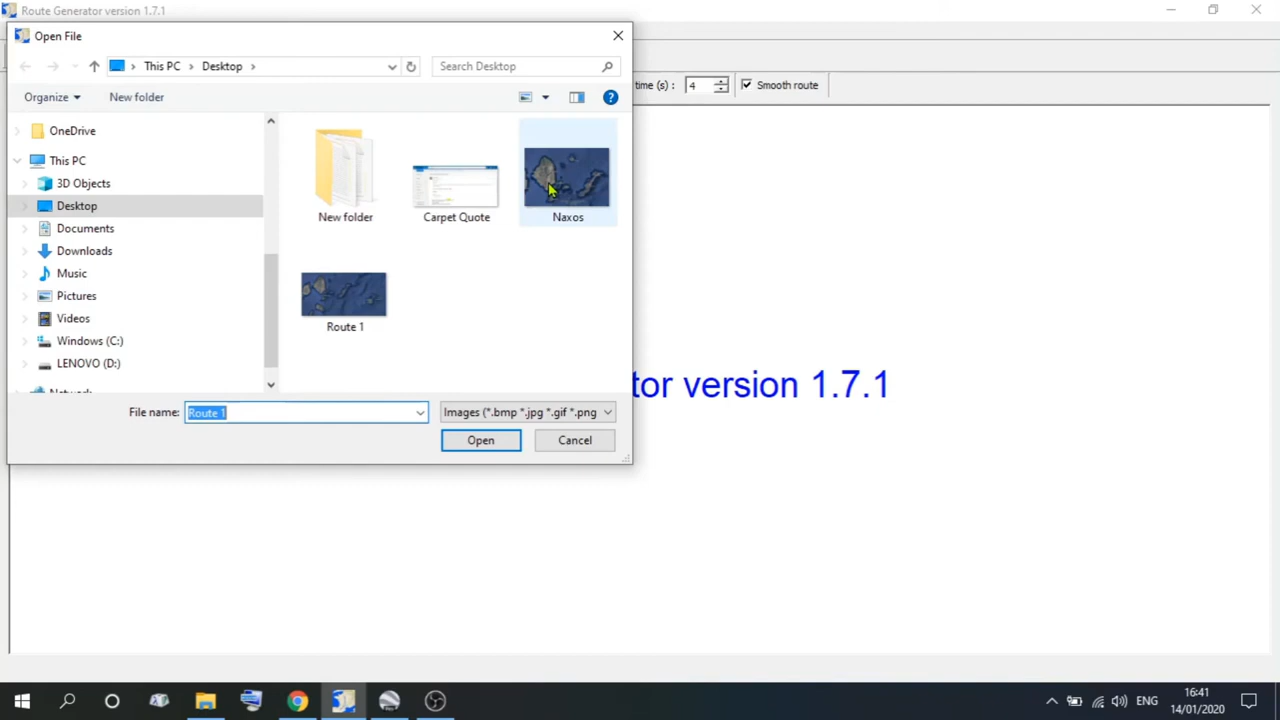 Route Generator version 1.7.1
Open File
This PC
Desktop
Search Desktop
time (s) :
4
Smooth route
Organize
New folder
OneDrive
This PC
3D Objects
Desktop
Documents
Downloads
Music
Pictures
Videos
Windows (C:)
LENOVO (D:)
New folder
Carpet Quote
Naxos
Route 1
File name:
Route 1
Images (*.bmp *.jpg *.gif *.png
Open
Cancel
tor version 1.7.1
ENG
16:41
14/01/2020